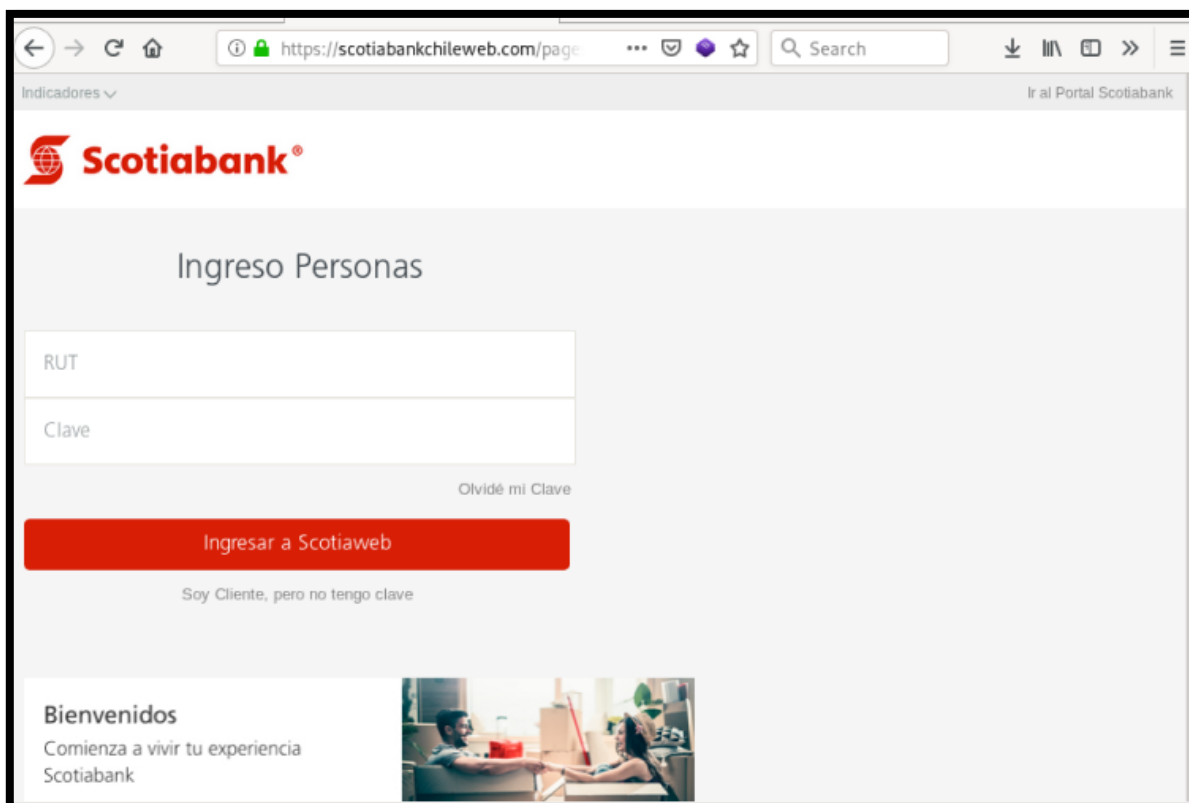 https://scotiabankchileweb.com/page
Search
Indicadores
Ir al Portal Scotiabank
Scotiabank®
Ingreso Personas
RUT
Clave
Olvidé mi Clave
Ingresar a Scotiaweb
Soy Cliente, pero no tengo clave
Bienvenidos
Comienza a vivir tu experiencia
Scotiabank